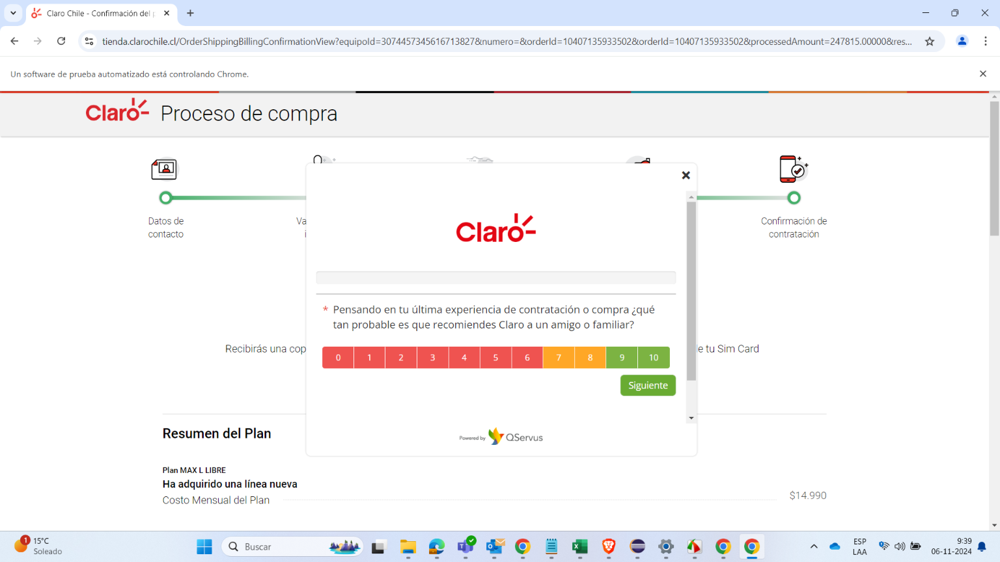 Claro Chile - Confirmación del
tienda.clarochile.cl/OrderShippingBillingConfirmationView?equipoId=3074457345616713827&numero=&orderId=10407135933502&orderId=10407135933502&processedAmount=247815.00000&res...
Un software de prueba automatizado está controlando Chrome.
Claro Proceso de compra
Datos de
contacto
Va
Confirmación de
contratación
Claro
* Pensando en tu última experiencia de contratación o compra ¿qué
tan probable es que recomiendes Claro a un amigo o familiar?
0 1 2 3 4 5 6 7 8 9 10
Siguiente
Powered by QServus
Recibirás una cop
e tu Sim Card
Resumen del Plan
Plan MAX L LIBRE
Ha adquirido una línea nueva
Costo Mensual del Plan $14.990
1
15°C
Soleado
Buscar
ESP
LAA
9:39
06-11-2024